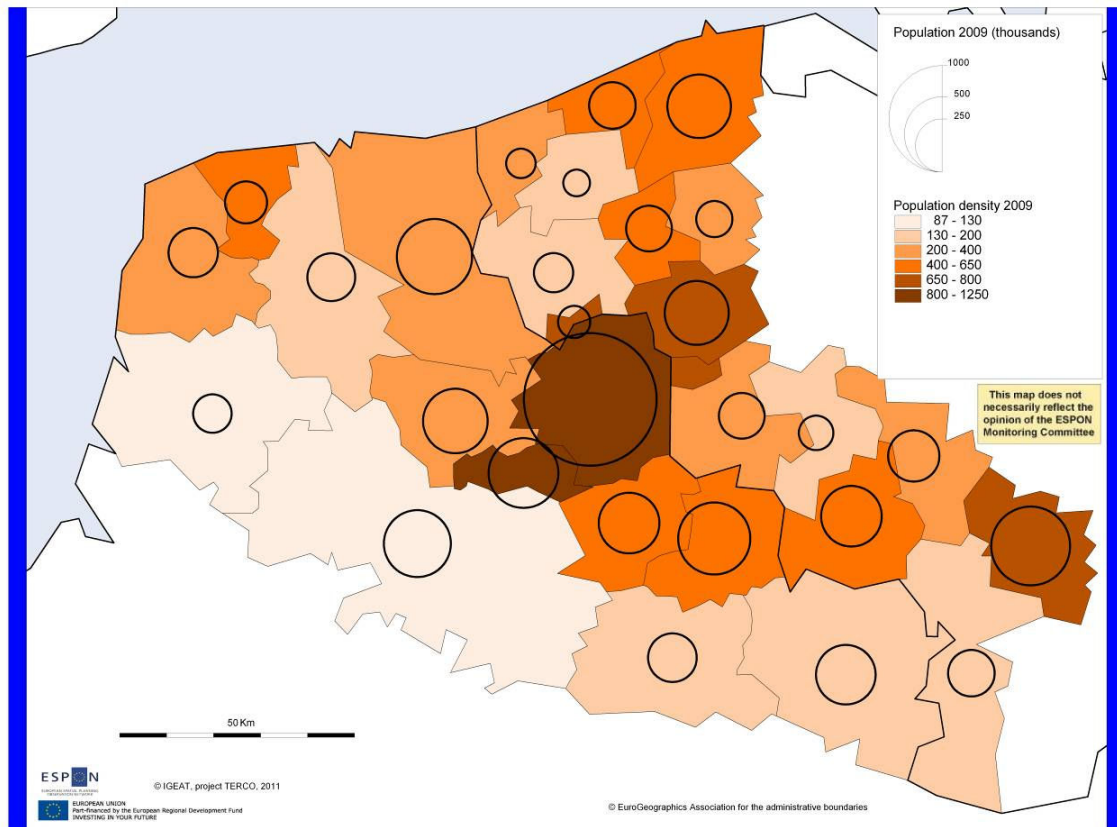 Population 2009 (thousands)
1000
500
250
Population density 2009
87 - 130
130 - 200
200 - 400
400 - 650
650 - 800
800 - 1250
This map does not
necessarily reflect the
opinion of the ESPON
Monitoring Committee
50 Km
ESPON
© IGEAT, project TERCO, 2011
EUROPEAN UNION
Part-financed by the European Regional Development Fund
INVESTING IN YOUR FUTURE
© EuroGeographics Association for the administrative boundaries